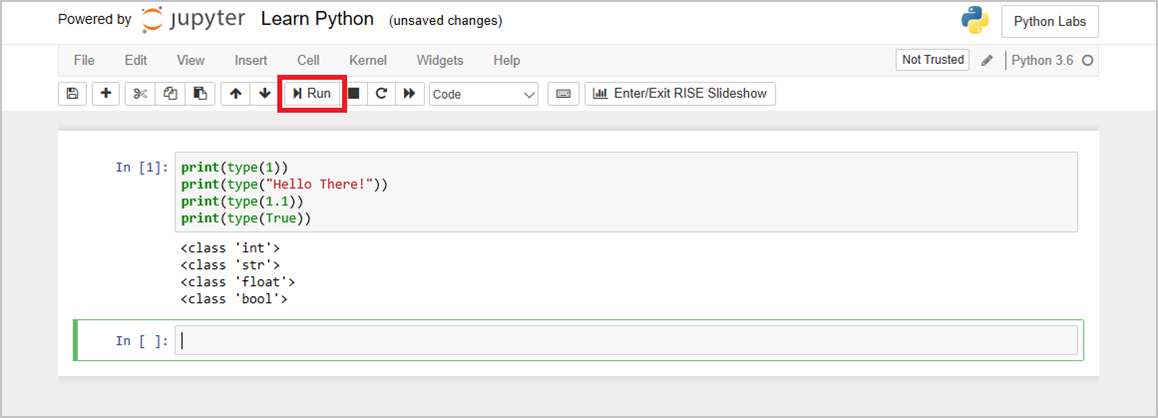 Powered by jupyter Learn Python (unsaved changes) Python Labs
File Edit View Insert Cell Kernel Widgets Help Not Trusted Python 3.6
Run Code Enter/Exit RISE Slideshow
In [1]: print(type(1))
print(type("Hello There!"))
print(type(1.1))
print(type(True))
<class 'int'>
<class 'str'>
<class 'float'>
<class 'bool'>
In [ ]: